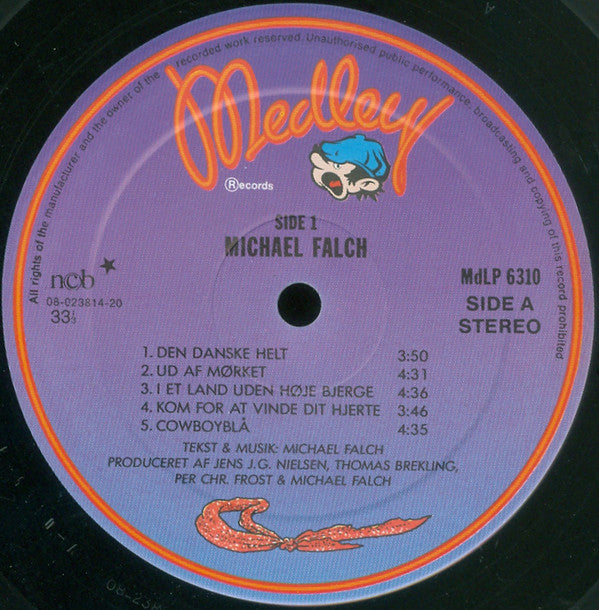 All rights of the manufacturer and the owner of the recorded work reserved. Unauthorised public performance, broadcasting and copying of this record prohibited
Medley
Records
SIDE 1
MICHAEL FALCH
ncb
08-023814-20
33⅓
MdLP 6310
SIDE A
STEREO
1. DEN DANSKE HELT 3:50
2. UD AF MØRKET 4:31
3. I ET LAND UDEN HØJE BJERGE 4:36
4. KOM FOR AT VINDE DIT HJERTE 3:46
5. COWBOYBLÅ 4:35
TEKST & MUSIK: MICHAEL FALCH
PRODUCERET AF JENS J.G. NIELSEN, THOMAS BREKLING,
PER CHR. FROST & MICHAEL FALCH